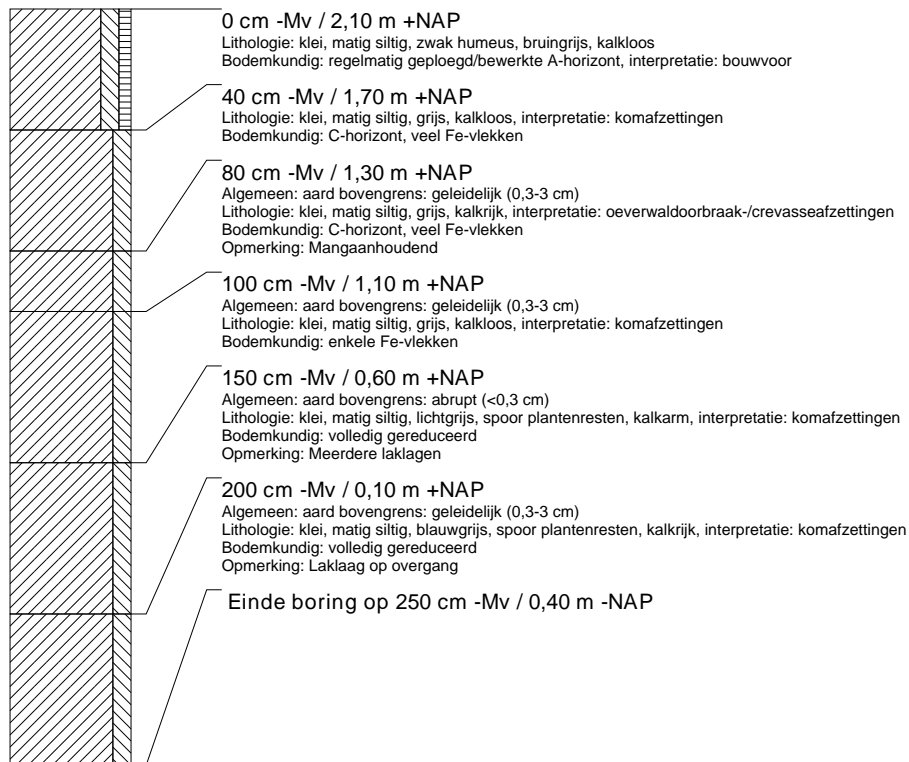 0 cm -Mv / 2,10 m +NAP
Lithologie: klei, matig siltig, zwak humeus, bruingrijs, kalkloos
Bodemkundig: regelmatig geploegd/bewerkte A-horizont, interpretatie: bouwvoor
40 cm -Mv / 1,70 m +NAP
Lithologie: klei, matig siltig, grijs, kalkloos, interpretatie: komafzettingen
Bodemkundig: C-horizont, veel Fe-vlekken
80 cm -Mv / 1,30 m +NAP
Algemeen: aard bovengrens: geleidelijk (0,3-3 cm)
Lithologie: klei, matig siltig, grijs, kalkrijk, interpretatie: oeverwaldoorbraak-/crevasseafzettingen
Bodemkundig: C-horizont, veel Fe-vlekken
Opmerking: Mangaanhoudend
100 cm -Mv / 1,10 m +NAP
Algemeen: aard bovengrens: geleidelijk (0,3-3 cm)
Lithologie: klei, matig siltig, grijs, kalkloos, interpretatie: komafzettingen
Bodemkundig: enkele Fe-vlekken
150 cm -Mv / 0,60 m +NAP
Algemeen: aard bovengrens: abrupt (<0,3 cm)
Lithologie: klei, matig siltig, lichtgrijs, spoor plantenresten, kalkarm, interpretatie: komafzettingen
Bodemkundig: volledig gereduceerd
Opmerking: Meerdere laklagen
200 cm -Mv / 0,10 m +NAP
Algemeen: aard bovengrens: geleidelijk (0,3-3 cm)
Lithologie: klei, matig siltig, blauwgrijs, spoor plantenresten, kalkrijk, interpretatie: komafzettingen
Bodemkundig: volledig gereduceerd
Opmerking: Laklaag op overgang
Einde boring op 250 cm -Mv / 0,40 m -NAP